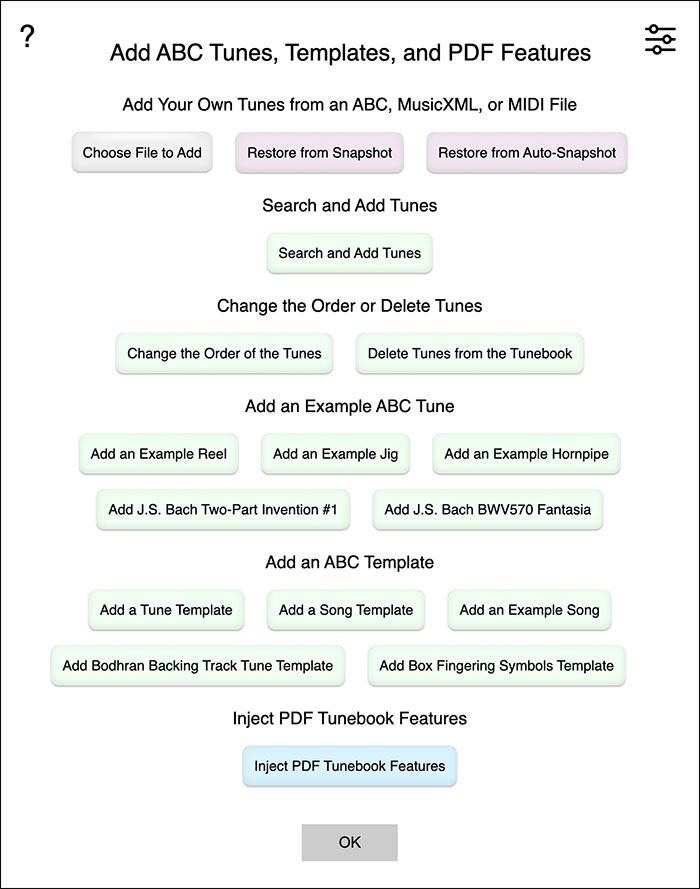 ?
Add ABC Tunes, Templates, and PDF Features
Add Your Own Tunes from an ABC, MusicXML, or MIDI File
Choose File to Add Restore from Snapshot Restore from Auto-Snapshot
Search and Add Tunes
Search and Add Tunes
Change the Order or Delete Tunes
Change the Order of the Tunes Delete Tunes from the Tunebook
Add an Example ABC Tune
Add an Example Reel Add an Example Jig Add an Example Hornpipe
Add J.S. Bach Two-Part Invention #1 Add J.S. Bach BWV570 Fantasia
Add an ABC Template
Add a Tune Template Add a Song Template Add an Example Song
Add Bodhran Backing Track Tune Template Add Box Fingering Symbols Template
Inject PDF Tunebook Features
Inject PDF Tunebook Features
OK